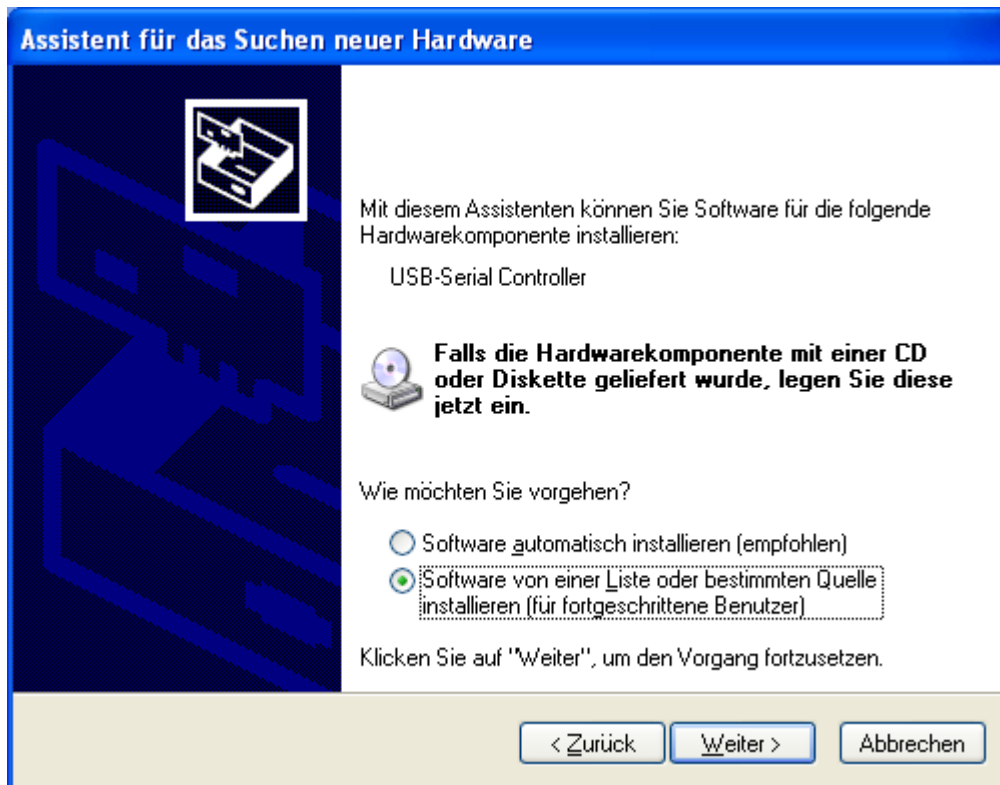 Assistent für das Suchen neuer Hardware
Mit diesem Assistenten können Sie Software für die folgende
Hardwarekomponente installieren:
USB-Serial Controller
Falls die Hardwarekomponente mit einer CD
oder Diskette geliefert wurde, legen Sie diese
jetzt ein.
Wie möchten Sie vorgehen?
Software automatisch installieren (empfohlen)
Software von einer Liste oder bestimmten Quelle
installieren (für fortgeschrittene Benutzer)
Klicken Sie auf "Weiter", um den Vorgang fortzusetzen.
< Zurück Weiter > Abbrechen